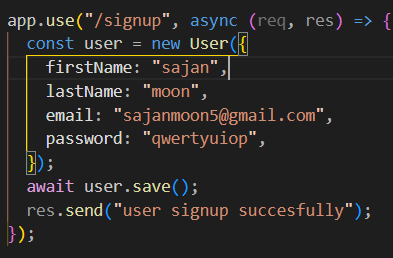 app.use("/signup", async (req, res) => {
  const user = new User({
    firstName: "sajan",
    lastName: "moon",
    email: "sajanmoon5@gmail.com",
    password: "qwertyuiop",
  });
  await user.save();
  res.send("user signup succesfully");
});